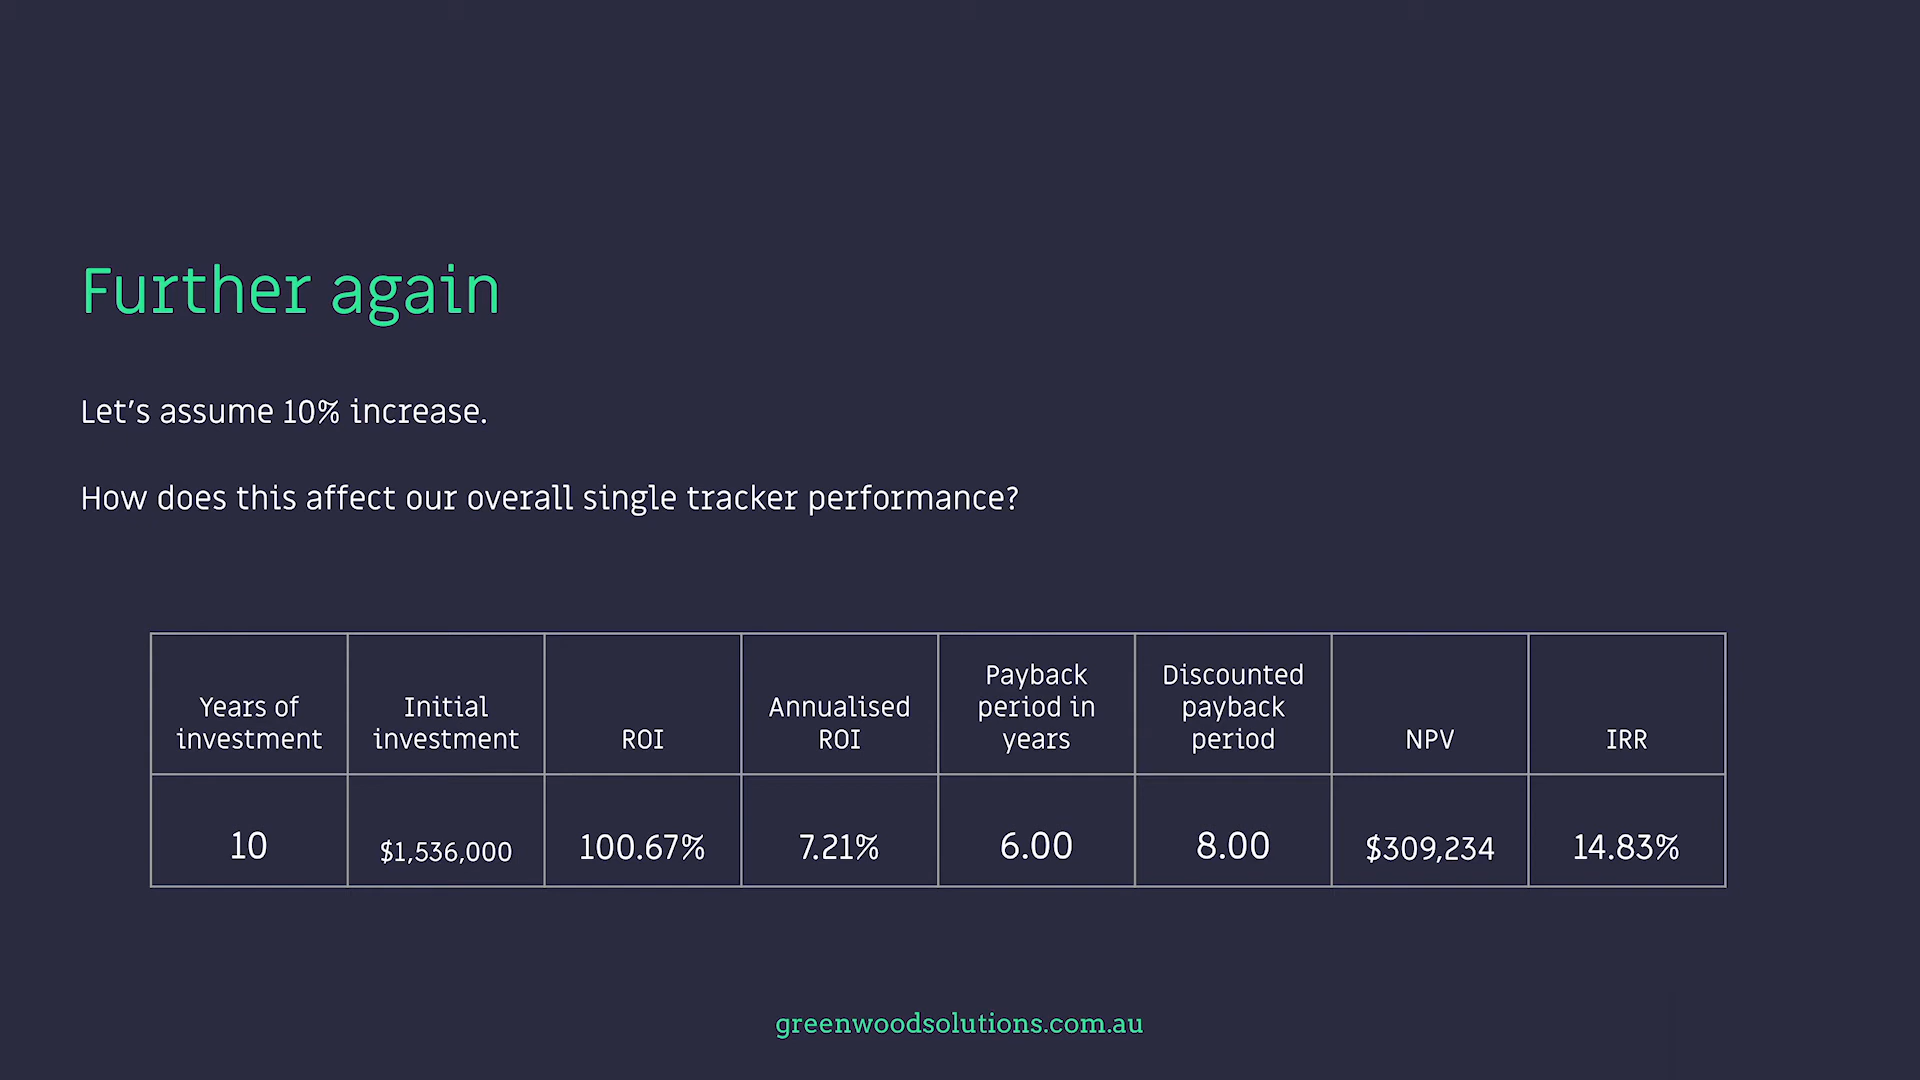 Further again
Let's assume 10% increase.
How does this affect our overall single tracker performance?
Years of investment
Initial investment
ROI
Annualised ROI
Payback period in years
Discounted payback period
NPV
IRR
10
$1,536,000
100.67%
7.21%
6.00
8.00
$309,234
14.83%
greenwoodsolutions.com.au